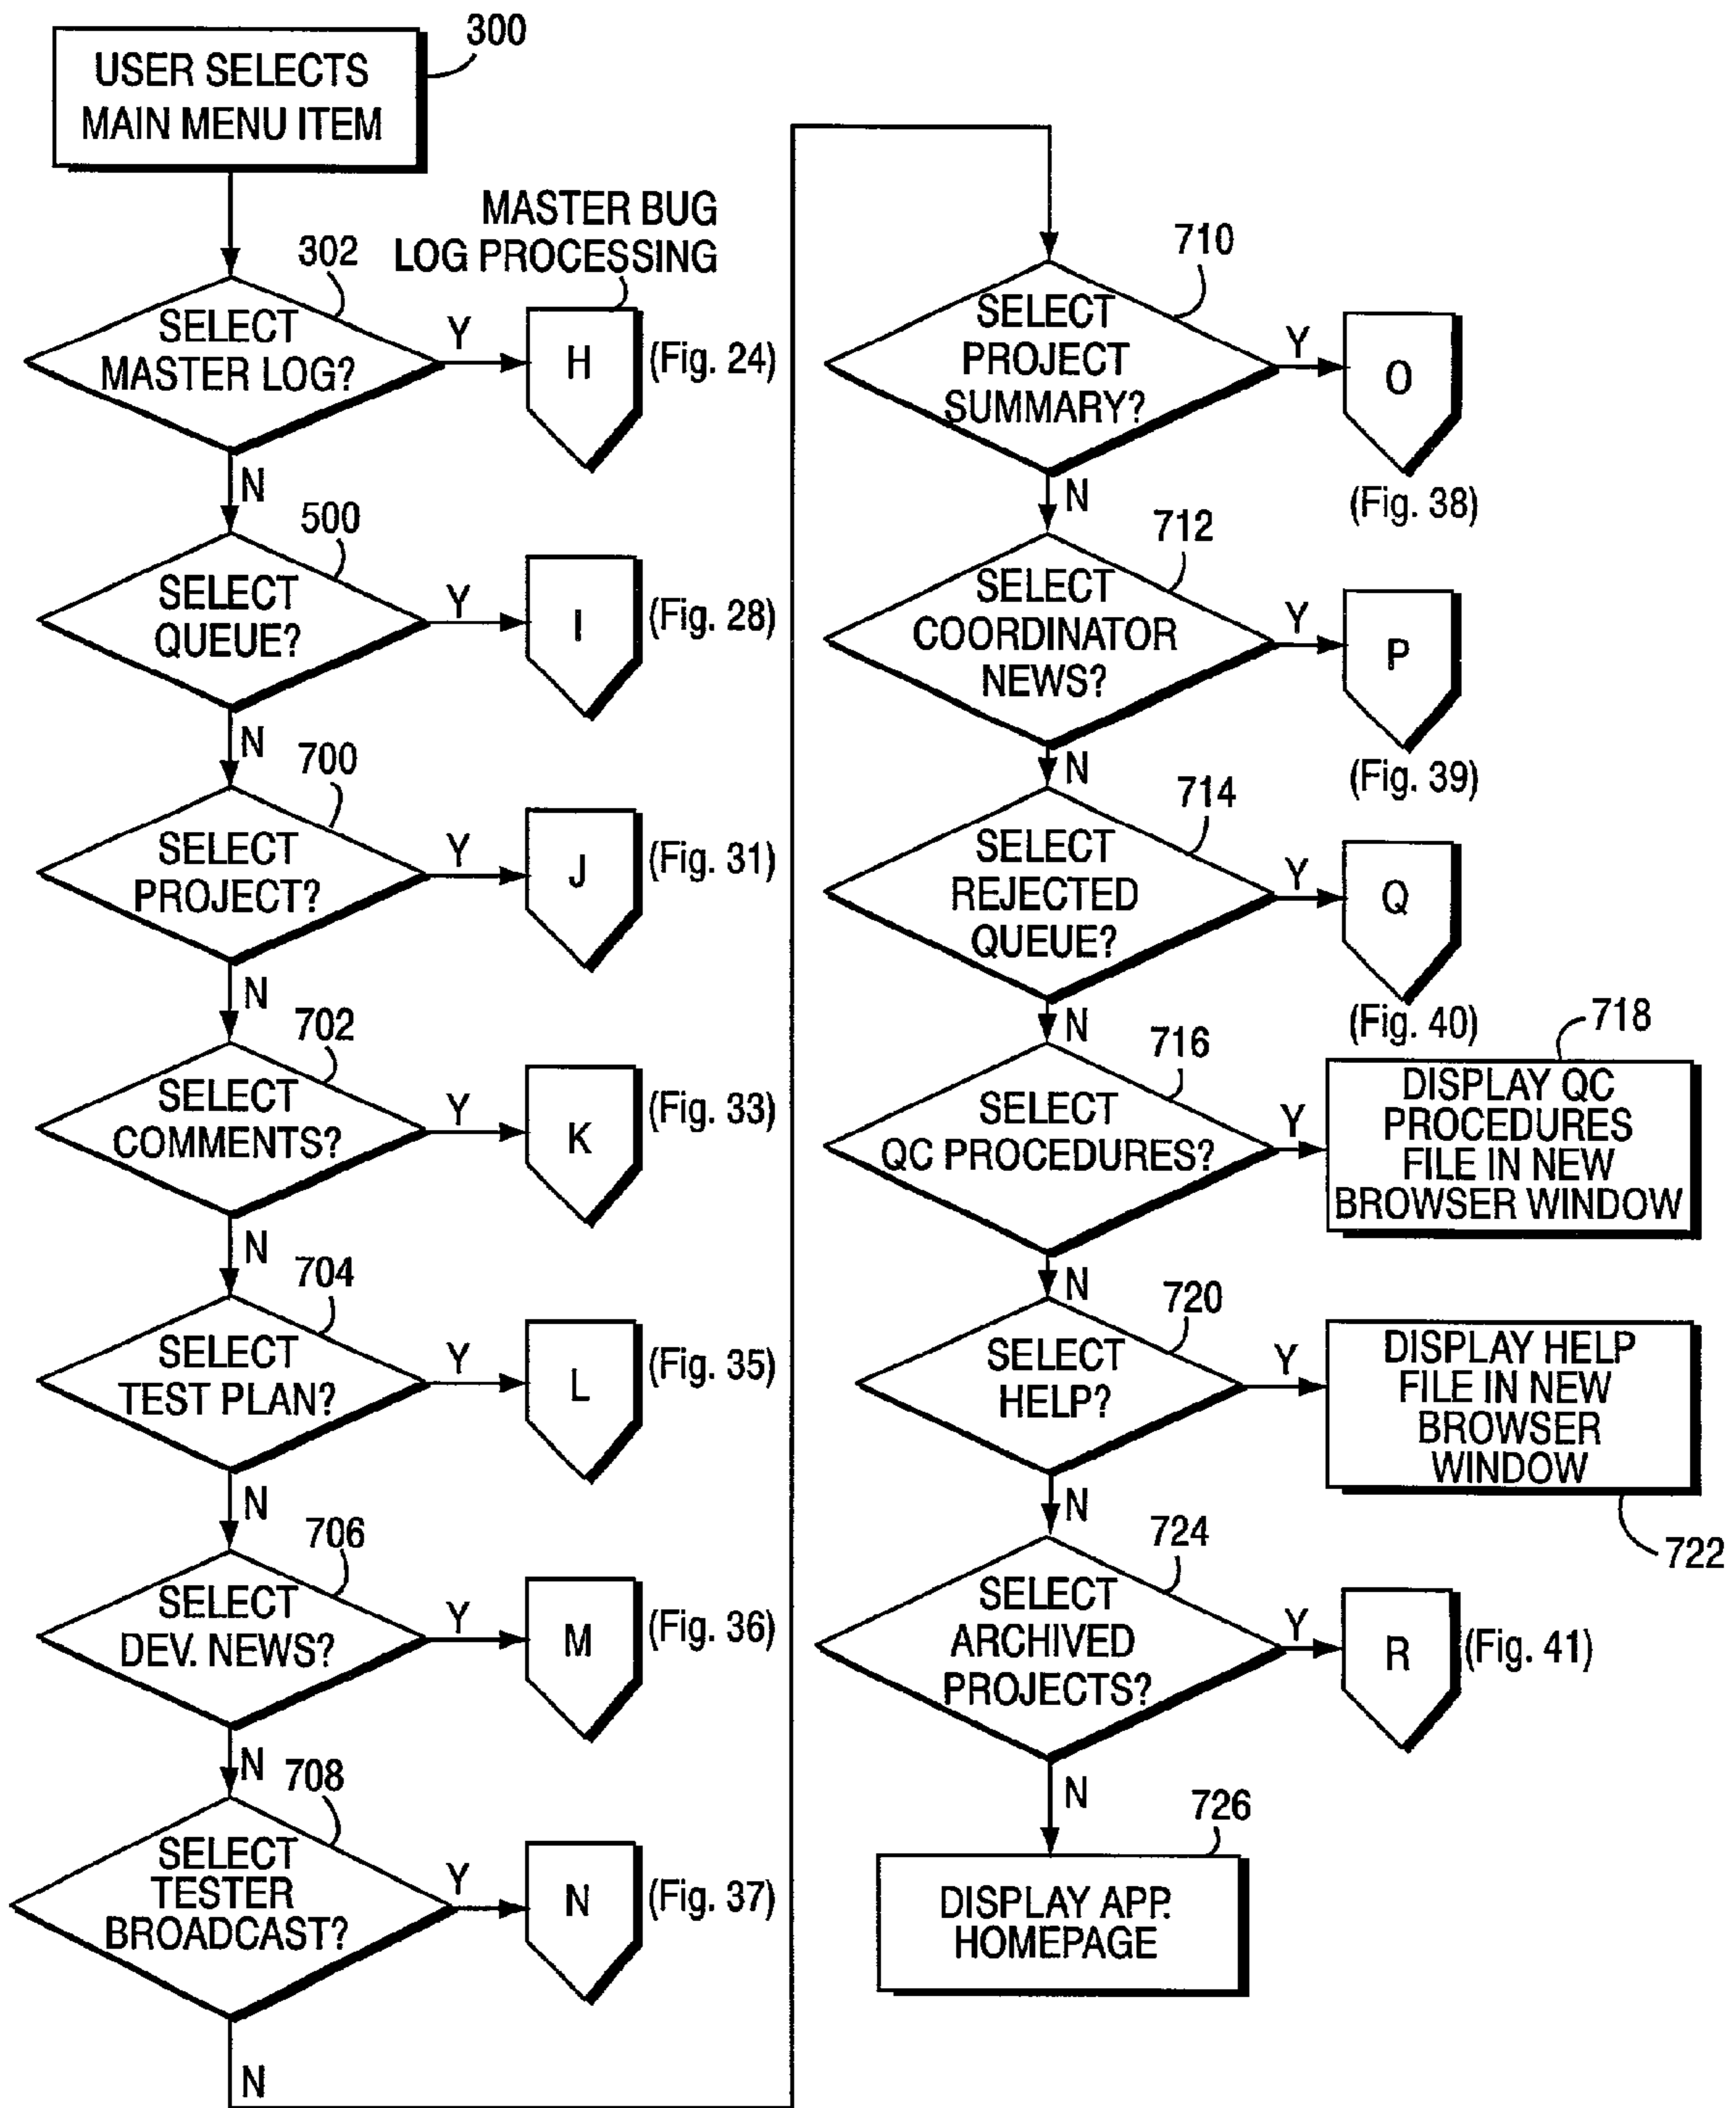 300
USER SELECTS
MAIN MENU ITEM
MASTER BUG
LOG PROCESSING
302
SELECT
MASTER LOG?
Y
H
(Fig. 24)
N
500
SELECT
QUEUE?
Y
I
(Fig. 28)
N
700
SELECT
PROJECT?
Y
J
(Fig. 31)
N
702
SELECT
COMMENTS?
Y
K
(Fig. 33)
N
704
SELECT
TEST PLAN?
Y
L
(Fig. 35)
N
706
SELECT
DEV. NEWS?
Y
M
(Fig. 36)
N
708
SELECT
TESTER
BROADCAST?
Y
N
(Fig. 37)
N
710
SELECT
PROJECT
SUMMARY?
Y
O
(Fig. 38)
N
712
SELECT
COORDINATOR
NEWS?
Y
P
(Fig. 39)
N
714
SELECT
REJECTED
QUEUE?
Y
Q
(Fig. 40)
N
716
SELECT
QC PROCEDURES?
Y
718
DISPLAY QC
PROCEDURES
FILE IN NEW
BROWSER WINDOW
N
720
SELECT
HELP?
Y
DISPLAY HELP
FILE IN NEW
BROWSER
WINDOW
722
N
724
SELECT
ARCHIVED
PROJECTS?
Y
R
(Fig. 41)
N
726
DISPLAY APP.
HOMEPAGE